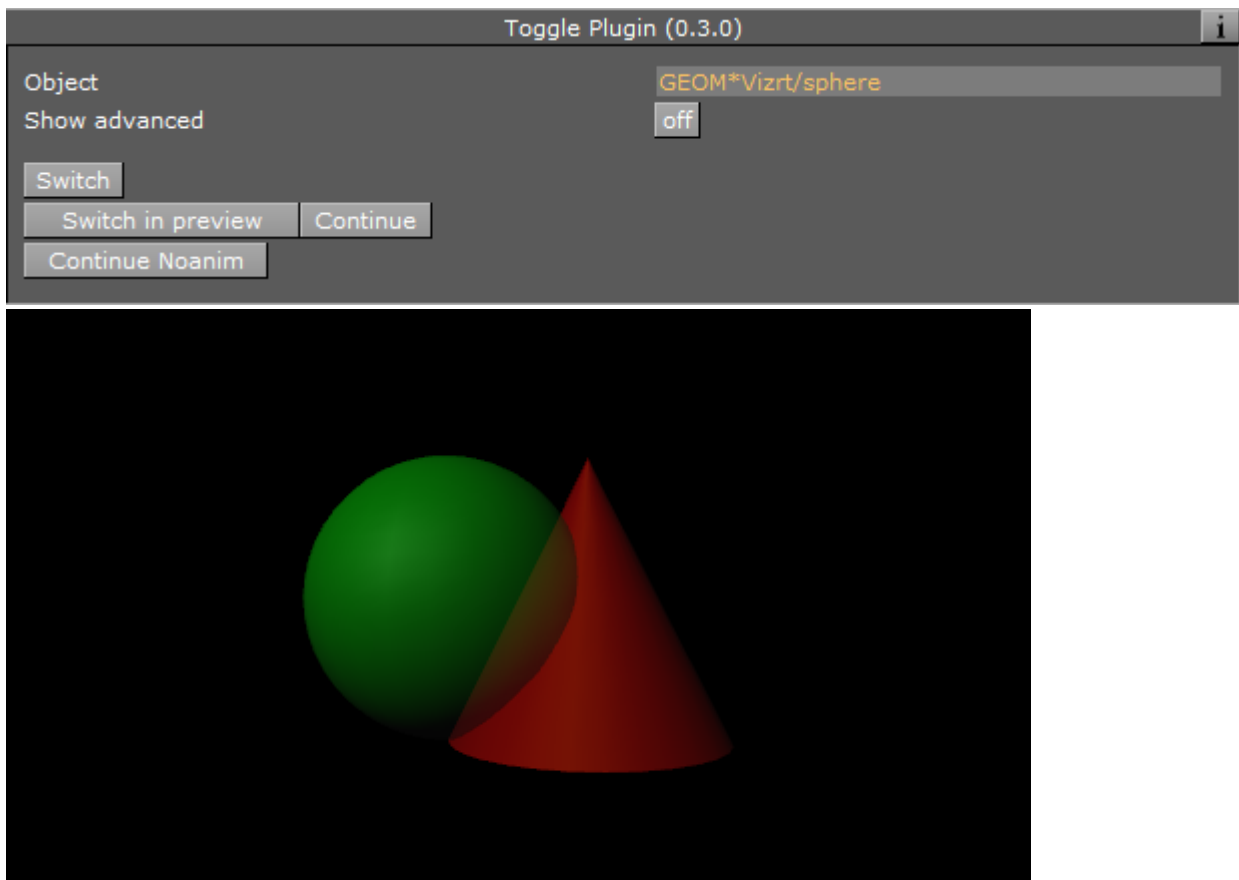 Toggle Plugin (0.3.0) i
Object GEOM*Vizrt/sphere
Show advanced off
Switch
Switch in preview Continue
Continue Noanim